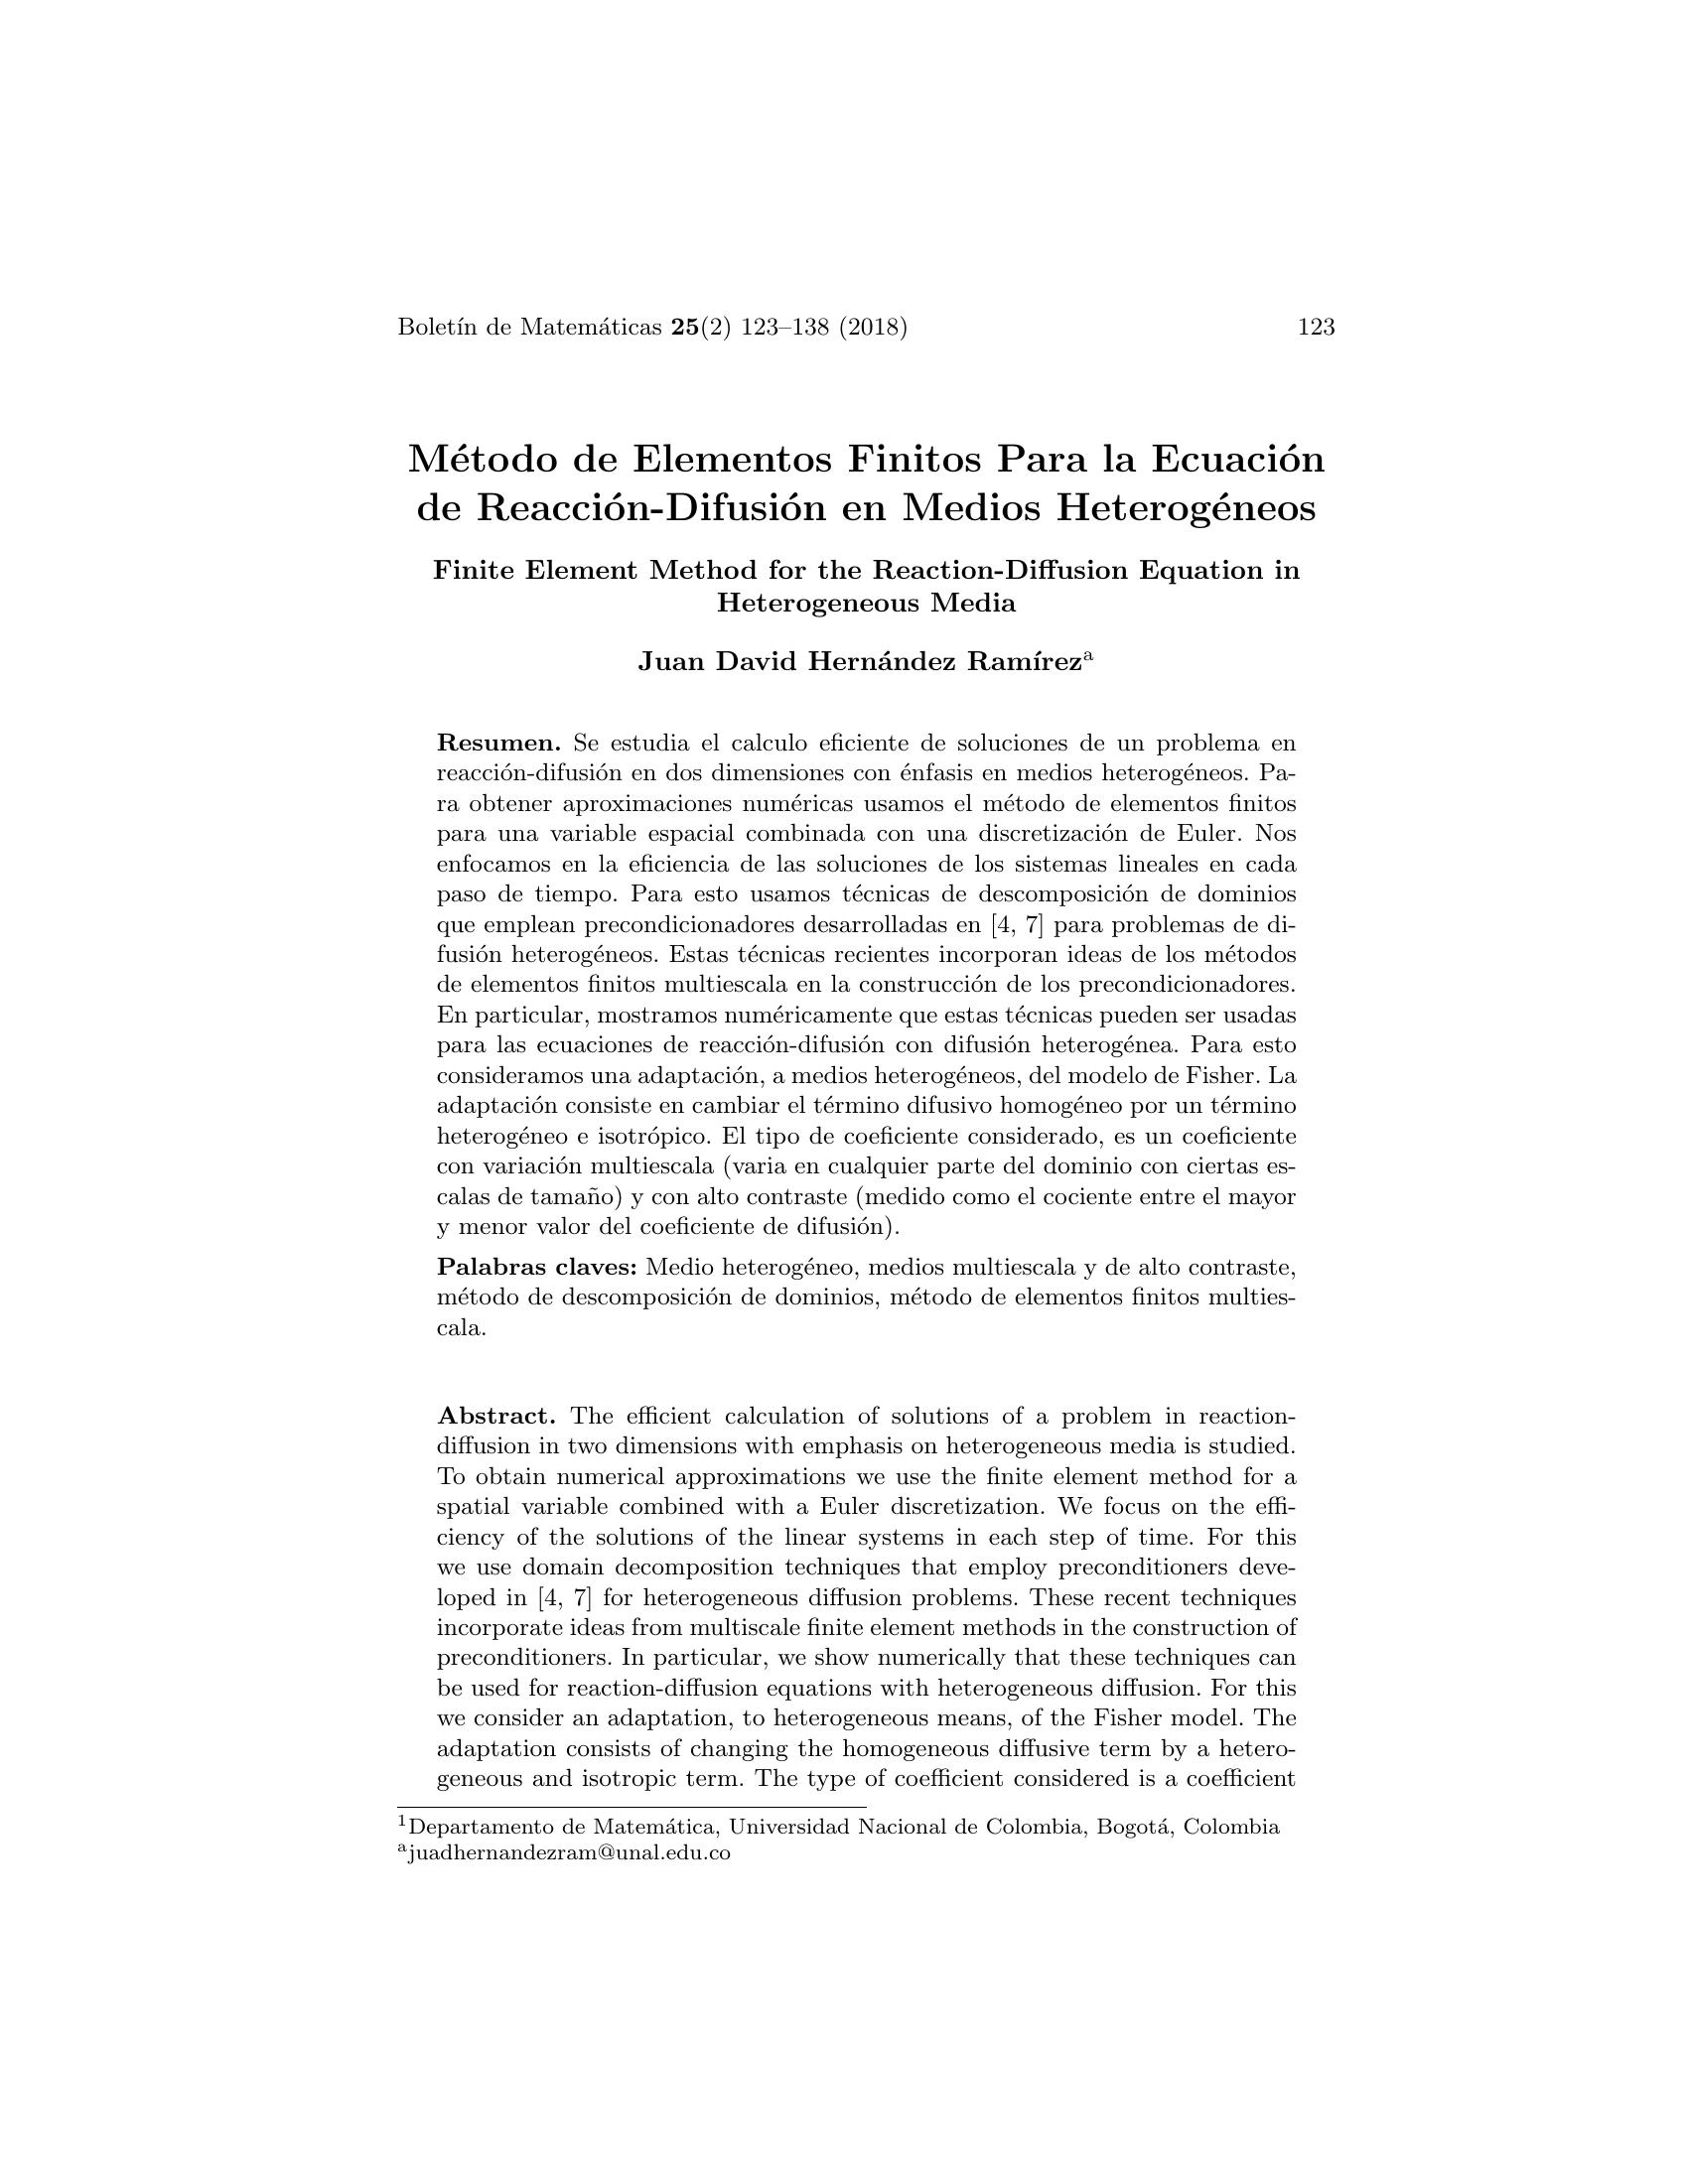 Boletín de Matemáticas 25(2) 123–138 (2018) 123
Método de Elementos Finitos Para la Ecuación
de Reacción-Difusión en Medios Heterogéneos
Finite Element Method for the Reaction-Diffusion Equation in
Heterogeneous Media
Juan David Hernández Ramírezᵃ
Resumen. Se estudia el calculo eficiente de soluciones de un problema en
reacción-difusión en dos dimensiones con énfasis en medios heterogéneos. Pa-
ra obtener aproximaciones numéricas usamos el método de elementos finitos
para una variable espacial combinada con una discretización de Euler. Nos
enfocamos en la eficiencia de las soluciones de los sistemas lineales en cada
paso de tiempo. Para esto usamos técnicas de descomposición de dominios
que emplean precondicionadores desarrolladas en [4, 7] para problemas de di-
fusión heterogéneos. Estas técnicas recientes incorporan ideas de los métodos
de elementos finitos multiescala en la construcción de los precondicionadores.
En particular, mostramos numéricamente que estas técnicas pueden ser usadas
para las ecuaciones de reacción-difusión con difusión heterogénea. Para esto
consideramos una adaptación, a medios heterogéneos, del modelo de Fisher. La
adaptación consiste en cambiar el término difusivo homogéneo por un término
heterogéneo e isotrópico. El tipo de coeficiente considerado, es un coeficiente
con variación multiescala (varia en cualquier parte del dominio con ciertas es-
calas de tamaño) y con alto contraste (medido como el cociente entre el mayor
y menor valor del coeficiente de difusión).
Palabras claves: Medio heterogéneo, medios multiescala y de alto contraste,
método de descomposición de dominios, método de elementos finitos multies-
cala.
Abstract. The efficient calculation of solutions of a problem in reaction-
diffusion in two dimensions with emphasis on heterogeneous media is studied.
To obtain numerical approximations we use the finite element method for a
spatial variable combined with a Euler discretization. We focus on the effi-
ciency of the solutions of the linear systems in each step of time. For this
we use domain decomposition techniques that employ preconditioners deve-
loped in [4, 7] for heterogeneous diffusion problems. These recent techniques
incorporate ideas from multiscale finite element methods in the construction of
preconditioners. In particular, we show numerically that these techniques can
be used for reaction-diffusion equations with heterogeneous diffusion. For this
we consider an adaptation, to heterogeneous means, of the Fisher model. The
adaptation consists of changing the homogeneous diffusive term by a hetero-
geneous and isotropic term. The type of coefficient considered is a coefficient
¹Departamento de Matemática, Universidad Nacional de Colombia, Bogotá, Colombia
ᵃjuadhernandezram@unal.edu.co